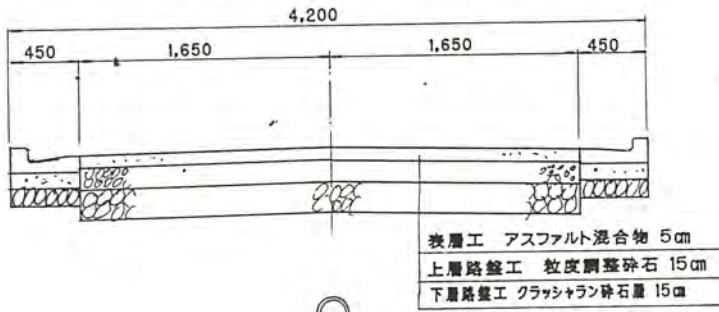 4,200
450 1,650 1,650 450
表層工 アスファルト混合物 5㎝
上層路盤工 粒度調整砕石 15㎝
下層路盤工 クラッシャラン砕石層 15㎝